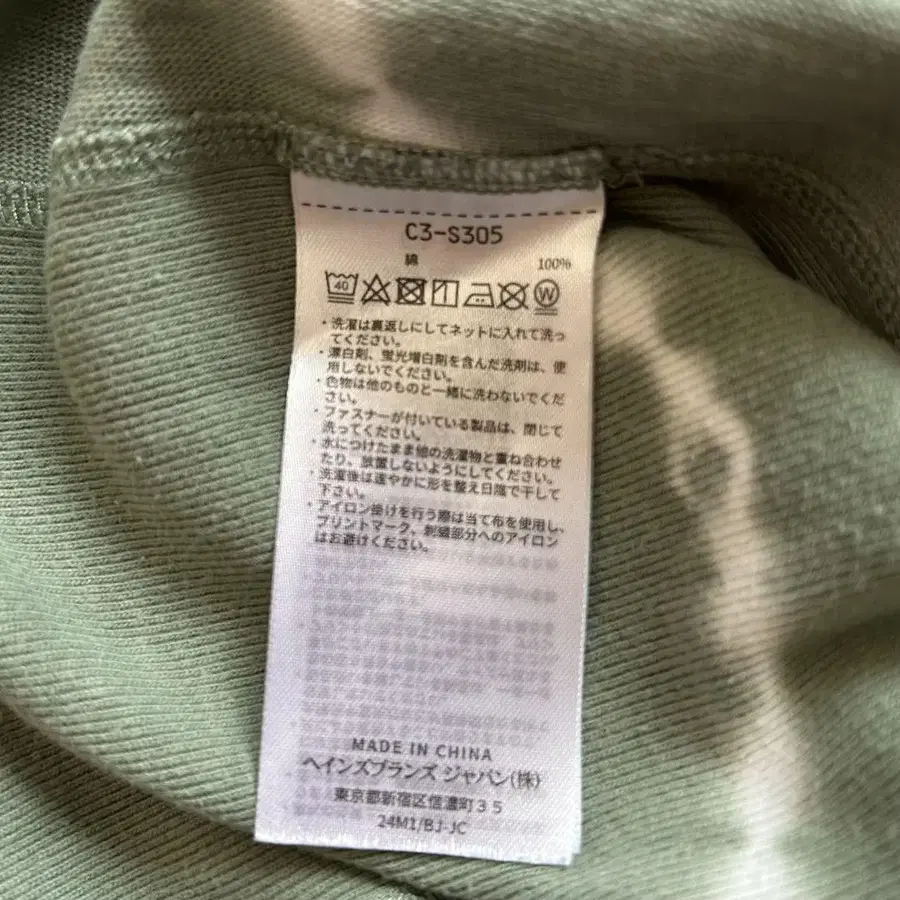 C3-S305
綿 100%
40 W
・洗濯は裏返しにしてネットに入れて洗っ
てください。
・漂白剤、蛍光増白剤を含んだ洗剤は、使
用しないでください。
・色物は他のものと一緒に洗わないでくだ
さい。
・ファスナーが付いている製品は、閉じて
洗ってください。
・水につけたまま他の洗濯物と重ね合わせ
たり、放置しないようにしてください。
・洗濯後は速やかに形を整え日陰で干して
下さい。
・アイロン掛けを行う際は当て布を使用し、
プリントマーク、刺繍部分へのアイロン
はお避けください。
MADE IN CHINA
ヘインズブランズ ジャパン(株)
東京都新宿区信濃町35
24M1/BJ-JC